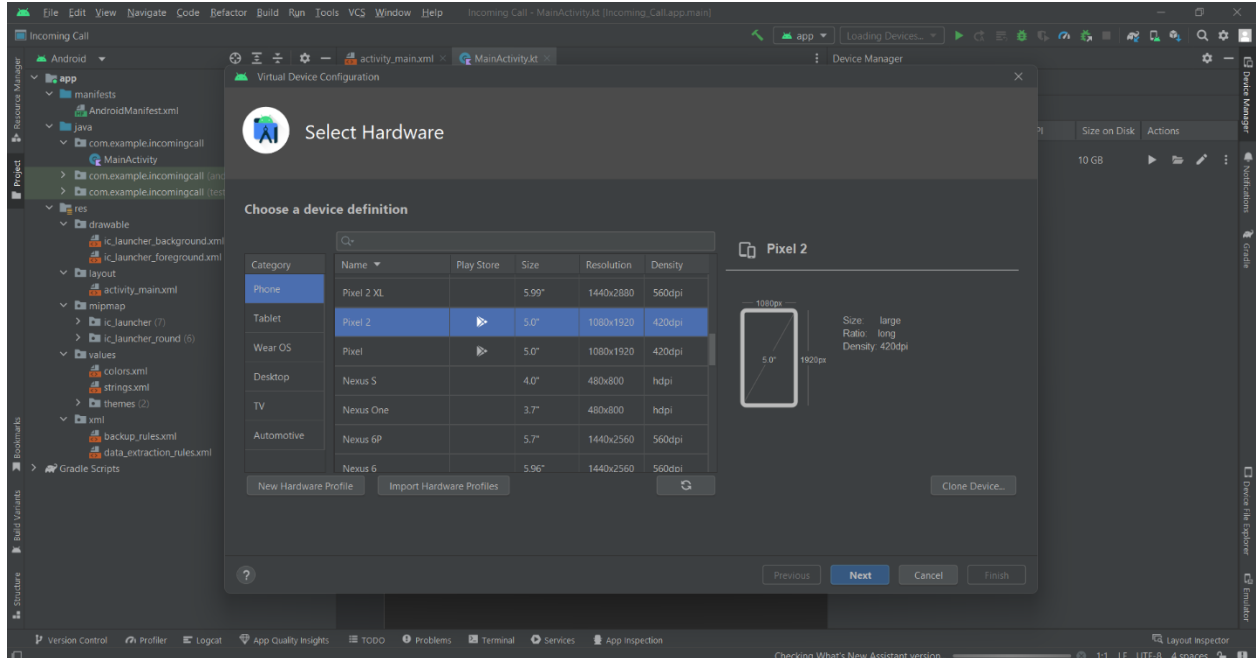 File Edit View Navigate Code Refactor Build Run Tools VCS Window Help Incoming Call - MainActivity.kt [Incoming_Call.app.main]
Incoming Call
app
Loading Devices...
Android
activity_main.xml
MainActivity.kt
Device Manager
Resource Manager
Project
Bookmarks
Build Variants
Structure
app
manifests
AndroidManifest.xml
java
com.example.incomingcall
MainActivity
com.example.incomingcall
com.example.incomingcall (test
res
drawable
ic_launcher_background.xml
ic_launcher_foreground.xml
layout
activity_main.xml
mipmap
ic_launcher (7)
ic_launcher_round (6)
values
colors.xml
strings.xml
themes (2)
xml
backup_rules.xml
data_extraction_rules.xml
Gradle Scripts
Virtual Device Configuration
Select Hardware
Choose a device definition
Category
Phone
Tablet
Wear OS
Desktop
TV
Automotive
Name Play Store Size Resolution Density
Pixel 2 XL 5.99" 1440x2880 560dpi
Pixel 2 5.0" 1080x1920 420dpi
Pixel 5.0" 1080x1920 420dpi
Nexus S 4.0" 480x800 hdpi
Nexus One 3.7" 480x800 hdpi
Nexus 6P 5.7" 1440x2560 560dpi
Nexus 6 5.96" 1440x2560 560dpi
New Hardware Profile
Import Hardware Profiles
Pixel 2
1080px
5.0"
1920px
Size: large
Ratio: long
Density: 420dpi
Clone Device...
?
Previous
Next
Cancel
Finish
Size on Disk Actions
10 GB
Device Manager
Notifications
Gradle
Device File Explorer
Emulator
Version Control Profiler Logcat App Quality Insights TODO Problems Terminal Services App Inspection
Layout Inspector
Checking What's New Assistant version.
1:1 LF UTF-8 4 spaces